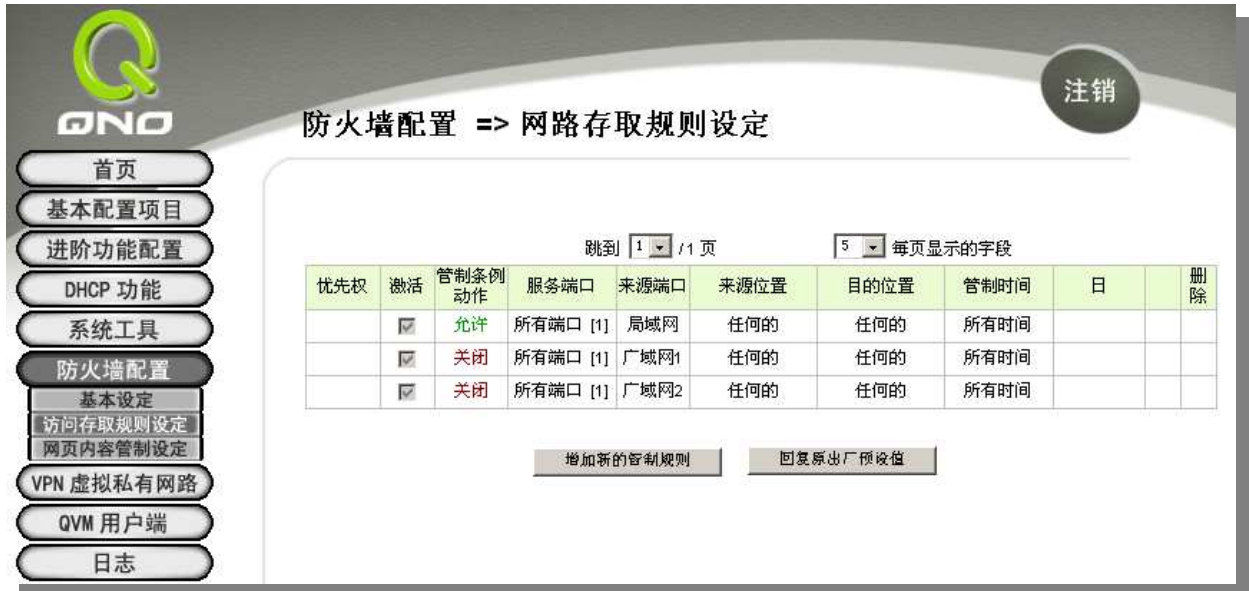 QNO
注销
防火墙配置 => 网路存取规则设定
首页
基本配置项目
进阶功能配置
DHCP 功能
系统工具
防火墙配置
基本设定
访问存取规则设定
网页内容管制设定
VPN 虚拟私有网路
QVM 用户端
日志
跳到 1 /1 页 5 每页显示的字段
优先权 激活 管制条例动作 服务端口 来源端口 来源位置 目的位置 管制时间 日 删除
允许 所有端口 [1] 局域网 任何的 任何的 所有时间
关闭 所有端口 [1] 广域网1 任何的 任何的 所有时间
关闭 所有端口 [1] 广域网2 任何的 任何的 所有时间
增加新的管制规则 回复原出厂预设值